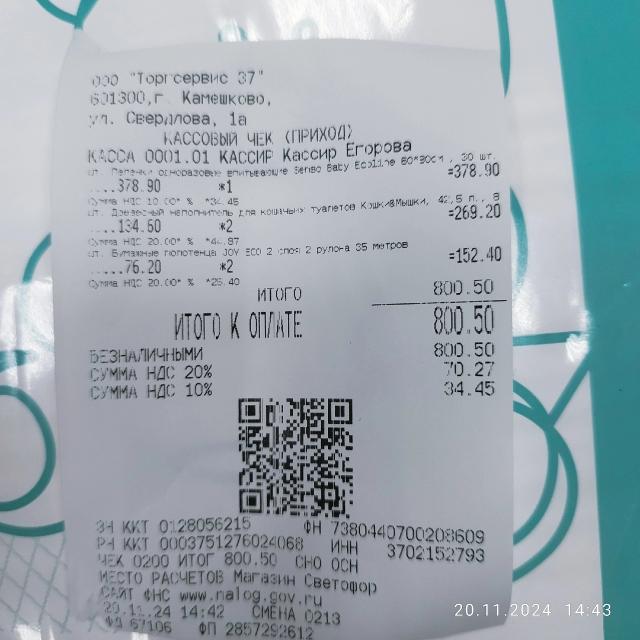 ООО "Торгсервис 37"
601300,г. Камешково,
ул. Свердлова, 1а
КАССОВЫЙ ЧЕК (ПРИХОД)
КАССА 0001.01 КАССИР Кассир Егорова
шт. Пеленки одноразовые впитывающие Senso Baby Ecoline 60*90см , 30 шт.
....378.90 *1 =378.90
Сумма НДС 10.00* % *34.45
шт. Древесный наполнитель для кошачьих туалетов Кошки&Мышки, 42,5 л.,
....134.60 *2 =269.20
Сумма НДС 20.00* % *44.87
шт. Бумажные полотенца JOY ECO 2 слоя 2 рулона 35 метров
....76.20 *2 =152.40
Сумма НДС 20.00* % *25.40
ИТОГО 800.50
ИТОГО К ОПЛАТЕ 800.50
БЕЗНАЛИЧНЫМИ 800.50
СУММА НДС 20% 70.27
СУММА НДС 10% 34.45
ЗН ККТ 0128056215 ФН 7380440700208609
РН ККТ 0003751276024068 ИНН 3702152793
ЧЕК 0200 ИТОГ 800.50 СНО ОСН
МЕСТО РАСЧЕТОВ Магазин Светофор
САЙТ ФНС www.nalog.gov.ru
20.11.24 14:42 СМЕНА 0213
ФД 67106 ФП 2857292612
20.11.2024 14:43